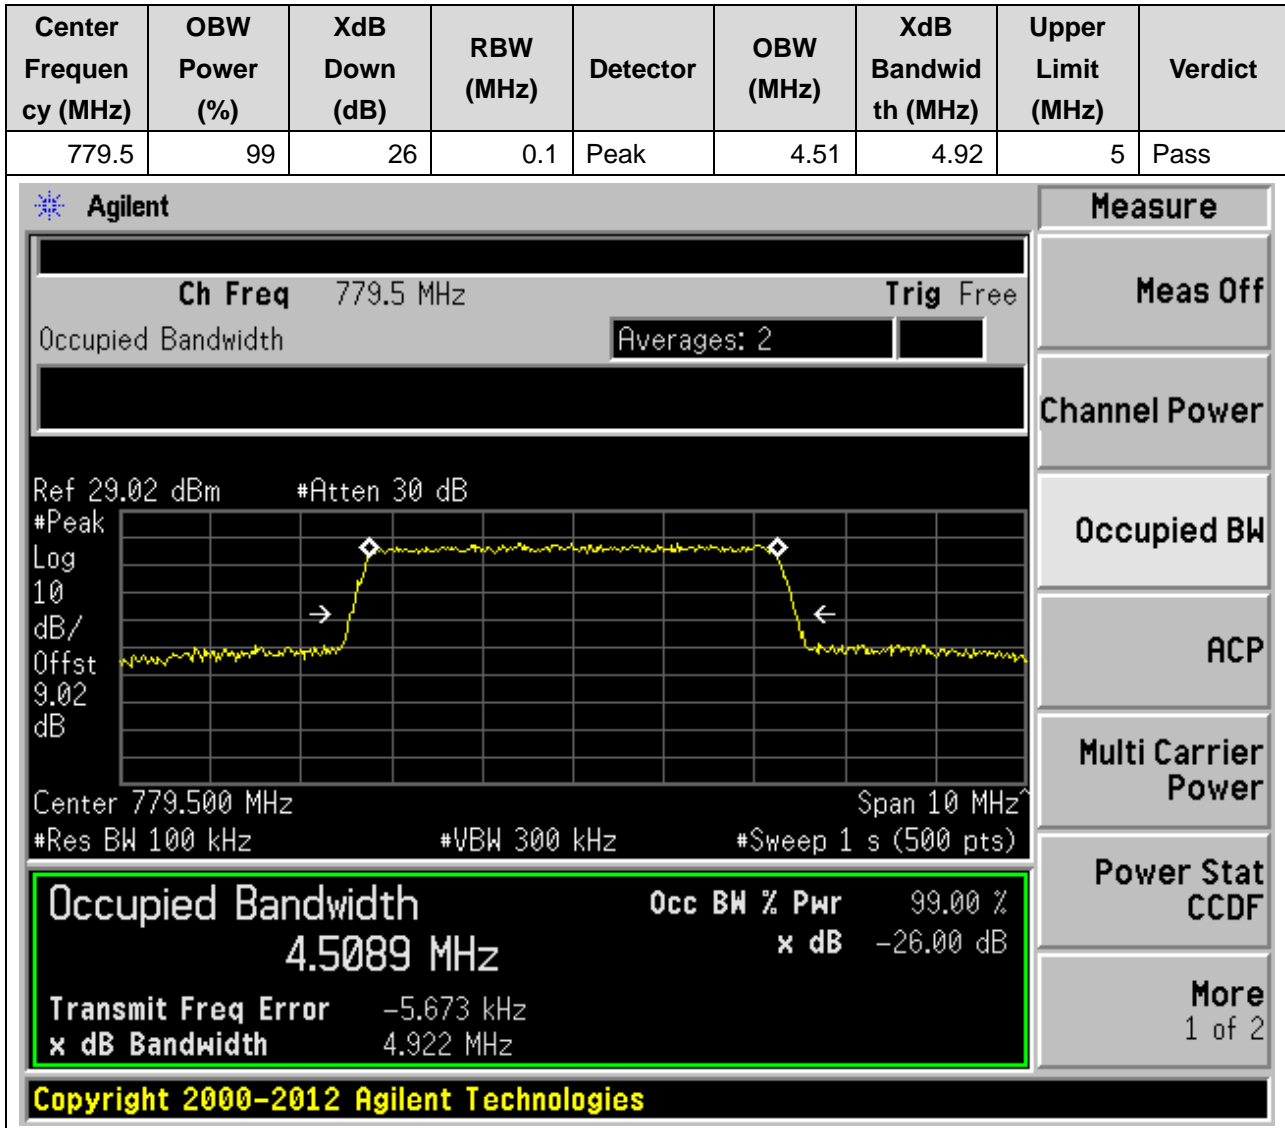 Center Frequen cy (MHz)
OBW Power (%)
XdB Down (dB)
RBW (MHz)
Detector
OBW (MHz)
XdB Bandwid th (MHz)
Upper Limit (MHz)
Verdict
779.5 99 26 0.1 Peak 4.51 4.92 5 Pass
Agilent
Measure
Ch Freq 779.5 MHz Trig Free
Meas Off
Occupied Bandwidth Averages: 2
Channel Power
Ref 29.02 dBm #Atten 30 dB
#Peak
Log
10
dB/
Offst
9.02
dB
Occupied BW
ACP
Multi Carrier
Power
Center 779.500 MHz Span 10 MHz^
#Res BW 100 kHz #VBW 300 kHz #Sweep 1 s (500 pts)
Power Stat
CCDF
Occupied Bandwidth Occ BW % Pwr 99.00 %
4.5089 MHz x dB -26.00 dB
Transmit Freq Error -5.673 kHz
x dB Bandwidth 4.922 MHz
More
1 of 2
Copyright 2000-2012 Agilent Technologies